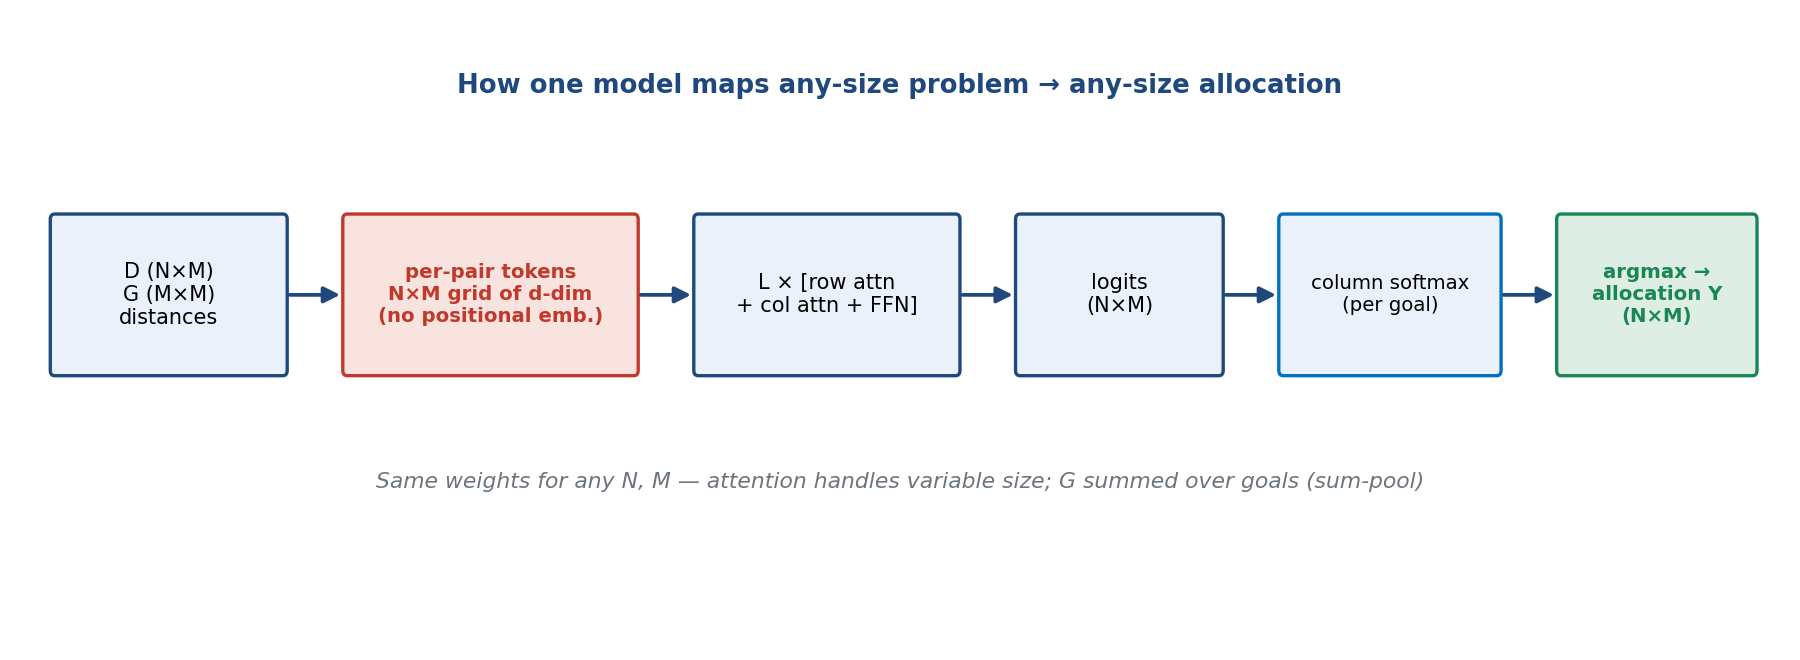 How one model maps any-size problem → any-size allocation
D (N×M)
G (M×M)
distances
per-pair tokens
N×M grid of d-dim
(no positional emb.)
L × [row attn
+ col attn + FFN]
logits
(N×M)
column softmax
(per goal)
argmax →
allocation Y
(N×M)
Same weights for any N, M — attention handles variable size; G summed over goals (sum-pool)